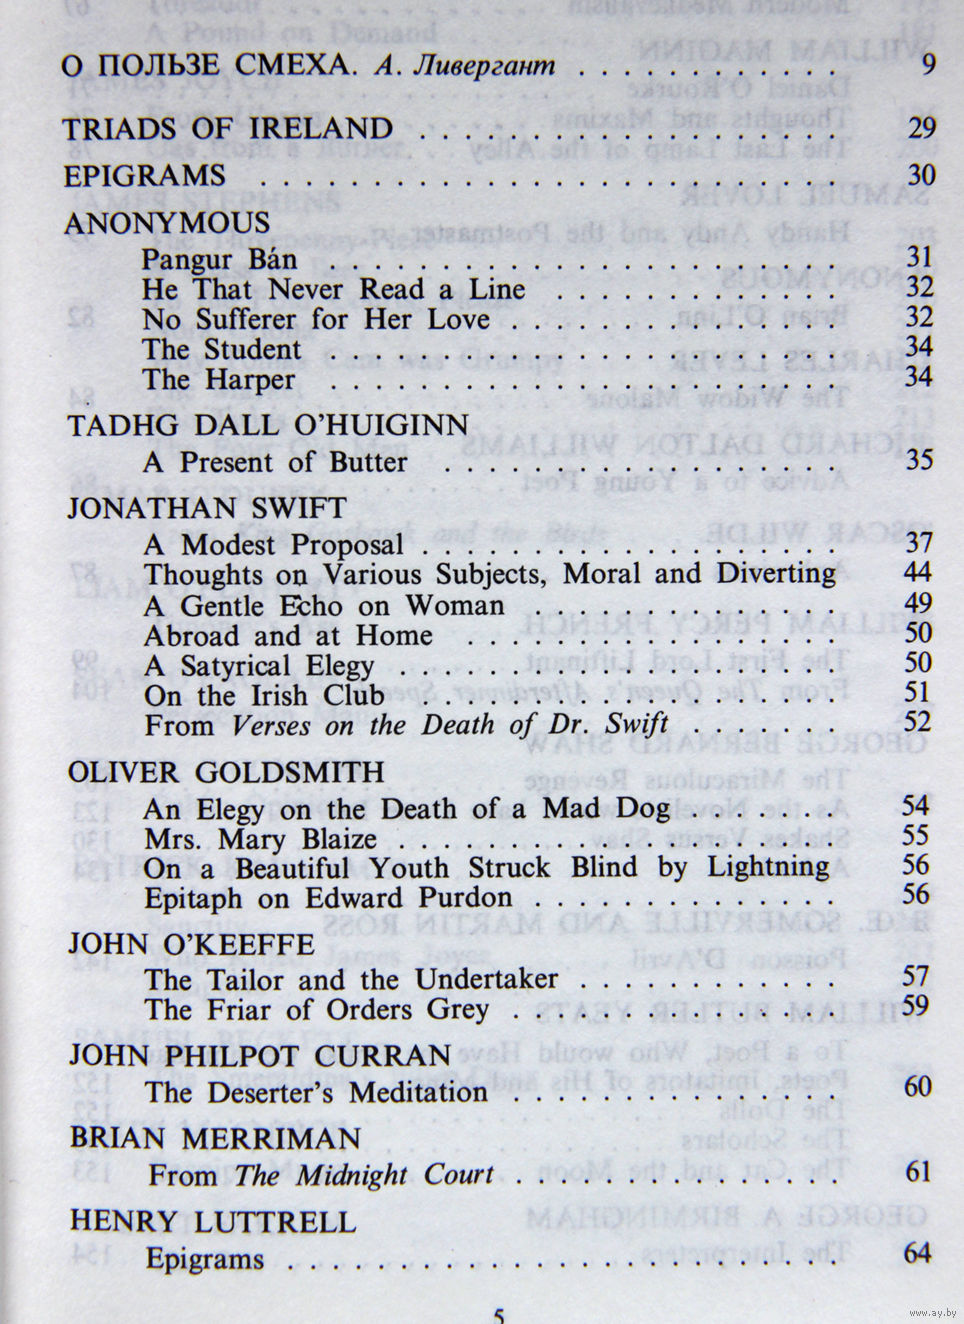 О ПОЛЬЗЕ СМЕХА. А. Ливергант . . . . . . . . . . . 9
TRIADS OF IRELAND . . . . . . . . . . . . . . . . 29
EPIGRAMS . . . . . . . . . . . . . . . . . . . . 30
ANONYMOUS
Pangur Bán . . . . . . . . . . . . . . . . . . 31
He That Never Read a Line . . . . . . . . . . . 32
No Sufferer for Her Love . . . . . . . . . . . . 32
The Student . . . . . . . . . . . . . . . . . . 34
The Harper . . . . . . . . . . . . . . . . . . 34
TADHG DALL O'HUIGINN
A Present of Butter . . . . . . . . . . . . . . 35
JONATHAN SWIFT
A Modest Proposal . . . . . . . . . . . . . . . 37
Thoughts on Various Subjects, Moral and Diverting 44
A Gentle Echo on Woman . . . . . . . . . . . . 49
Abroad and at Home . . . . . . . . . . . . . . 50
A Satyrical Elegy . . . . . . . . . . . . . . . 50
On the Irish Club . . . . . . . . . . . . . . . 51
From Verses on the Death of Dr. Swift . . . . . . 52
OLIVER GOLDSMITH
An Elegy on the Death of a Mad Dog . . . . . . 54
Mrs. Mary Blaize . . . . . . . . . . . . . . . 55
On a Beautiful Youth Struck Blind by Lightning 56
Epitaph on Edward Purdon . . . . . . . . . . . 56
JOHN O'KEEFFE
The Tailor and the Undertaker . . . . . . . . . 57
The Friar of Orders Grey . . . . . . . . . . . . 59
JOHN PHILPOT CURRAN
The Deserter's Meditation . . . . . . . . . . . . 60
BRIAN MERRIMAN
From The Midnight Court . . . . . . . . . . . . 61
HENRY LUTTRELL
Epigrams . . . . . . . . . . . . . . . . . . . . 64
5
www.ay.by